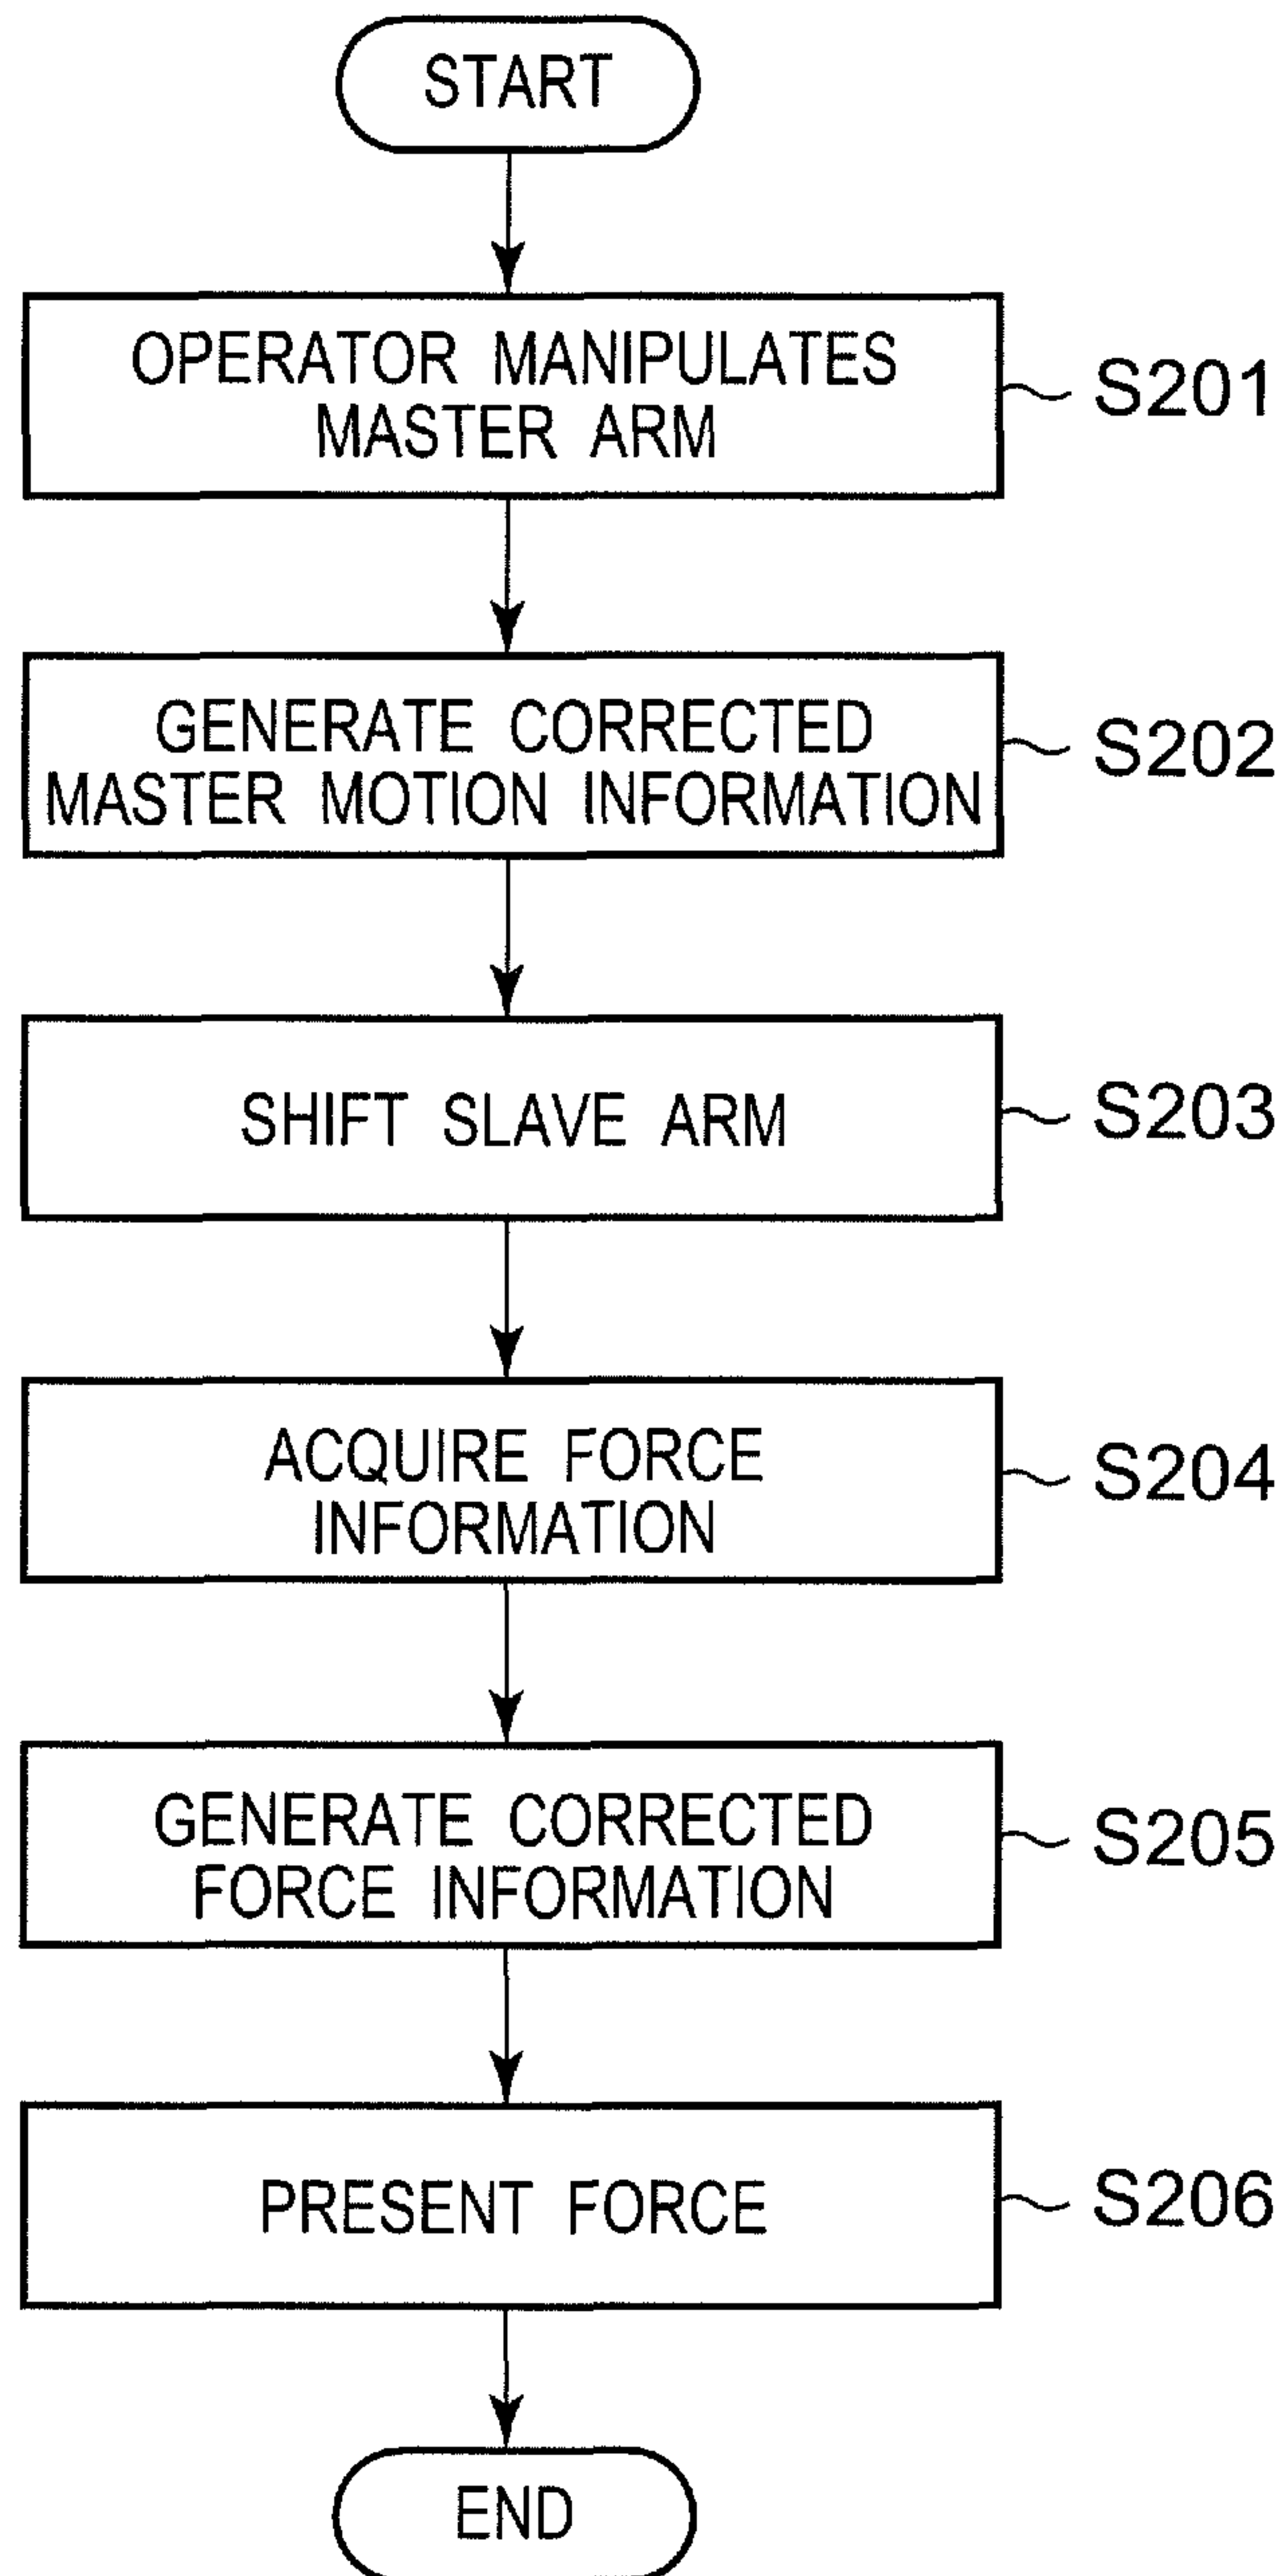 START
OPERATOR MANIPULATES
MASTER ARM
S201
GENERATE CORRECTED
MASTER MOTION INFORMATION
S202
SHIFT SLAVE ARM
S203
ACQUIRE FORCE
INFORMATION
S204
GENERATE CORRECTED
FORCE INFORMATION
S205
PRESENT FORCE
S206
END